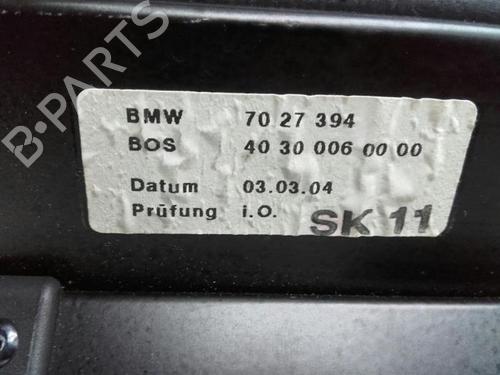 BMW 70 27 394
BOS 40 30 006 00 00
Datum 03.03.04
Prüfung i.O. SK 11
B-PARTS